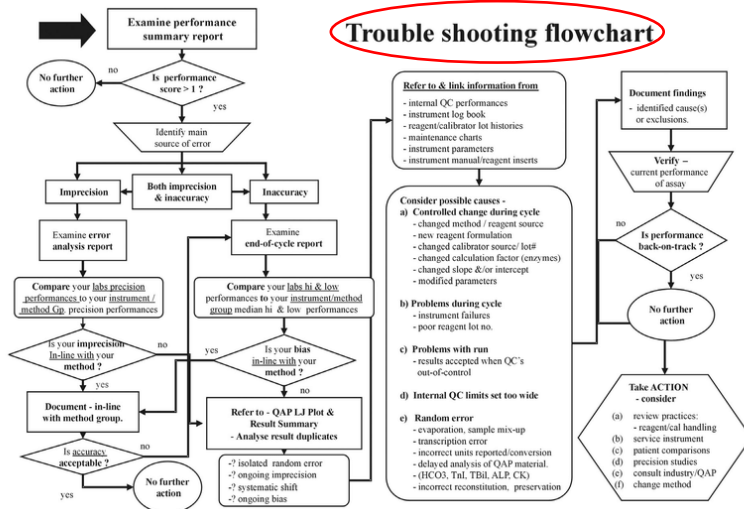 Trouble shooting flowchart
Examine performance
summary report
Is performance
score > 1 ?
no
No further
action
yes
Identify main
source of error
Imprecision
Both imprecision
& inaccuracy
Inaccuracy
Examine error
analysis report
Examine
end-of-cycle report
Compare your labs precision
performances to your instrument /
method Gp. precision performances
Compare your labs hi & low
performances to your instrument/method
group median hi & low performances
Is your imprecision
In-line with your
method ?
no
yes
Is your bias
in-line with your
method ?
yes
no
Document - in-line
with method group.
Is accuracy
acceptable ?
no
yes
No further
action
Refer to - QAP LJ Plot &
Result Summary
- Analyse result duplicates
-? isolated random error
-? ongoing imprecision
-? systematic shift
-? ongoing bias
Refer to & link information from
- internal QC performances
- instrument log book
- reagent/calibrator lot histories
- maintenance charts
- instrument parameters
- instrument manual/reagent inserts
Consider possible causes -
a) Controlled change during cycle
- changed method / reagent source
- new reagent formulation
- changed calibrator source/ lot#
- changed calculation factor (enzymes)
- changed slope &/or intercept
- modified parameters
b) Problems during cycle
- instrument failures
- poor reagent lot no.
c) Problems with run
- results accepted when QC´s
out-of-control
d) Internal QC limits set too wide
e) Random error
- evaporation, sample mix-up
- transcription error
- incorrect units reported/conversion
- delayed analysis of QAP material.
- (HCO3, TnI, TBil, ALP, CK)
- incorrect reconstitution, preservation
Document findings
- identified cause(s)
or exclusions.
Verify –
current performance
of assay
no
Is performance
back-on-track ?
yes
No further
action
Take ACTION
- consider
(a) review practices:
- reagent/cal handling
(b) service instrument
(c) patient comparisons
(d) precision studies
(e) consult industry/QAP
(f) change method